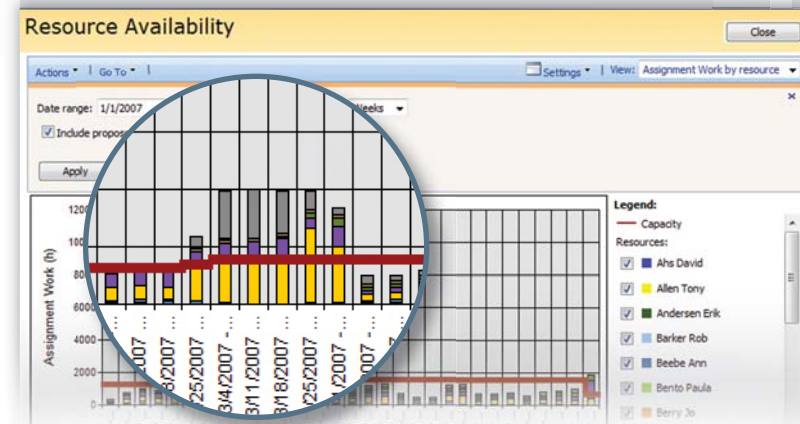 Resource Availability
Close
Actions
Go To
Settings
View: Assignment Work by resource
Date range: 1/1/2007
Weeks
Include propos
Apply
Assignment Work (h)
1200
100
80
6000
4000
2000
0
2007 ...
8/2007 ...
/25/2007 ...
3/4/2007 - ...
3/11/2007 ...
3/18/2007 ...
/25/2007 ...
1/2007 - ...
007 - ...
7 ...
Legend:
Capacity
Resources:
Ahs David
Allen Tony
Andersen Erik
Barker Rob
Beebe Ann
Bento Paula
Berry Jo